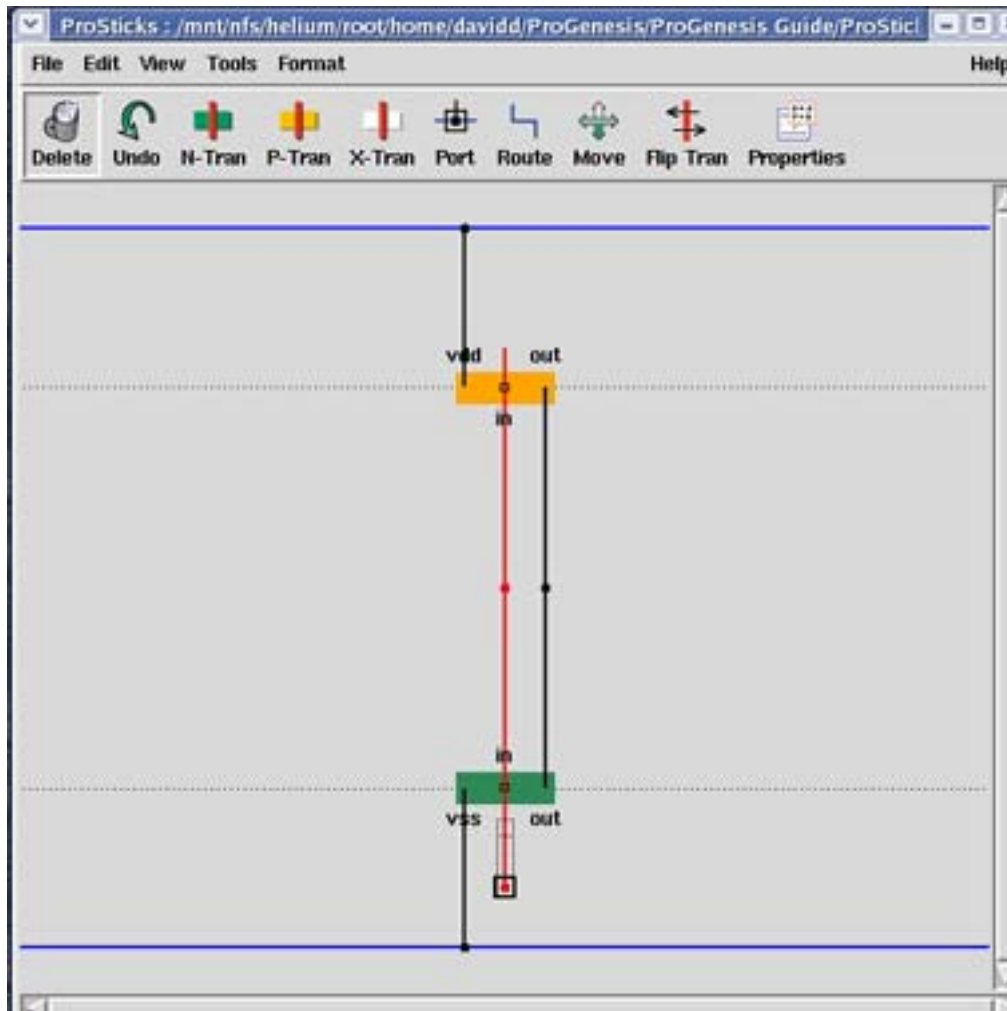 ProSticks : /mnt/nfs/helium/root/home/davidd/ProGenesis/ProGenesis Guide/ProStic
File Edit View Tools Format Help
Delete Undo N-Tran P-Tran X-Tran Port Route Move Flip Tran Properties
vdd out
in
in
vss out